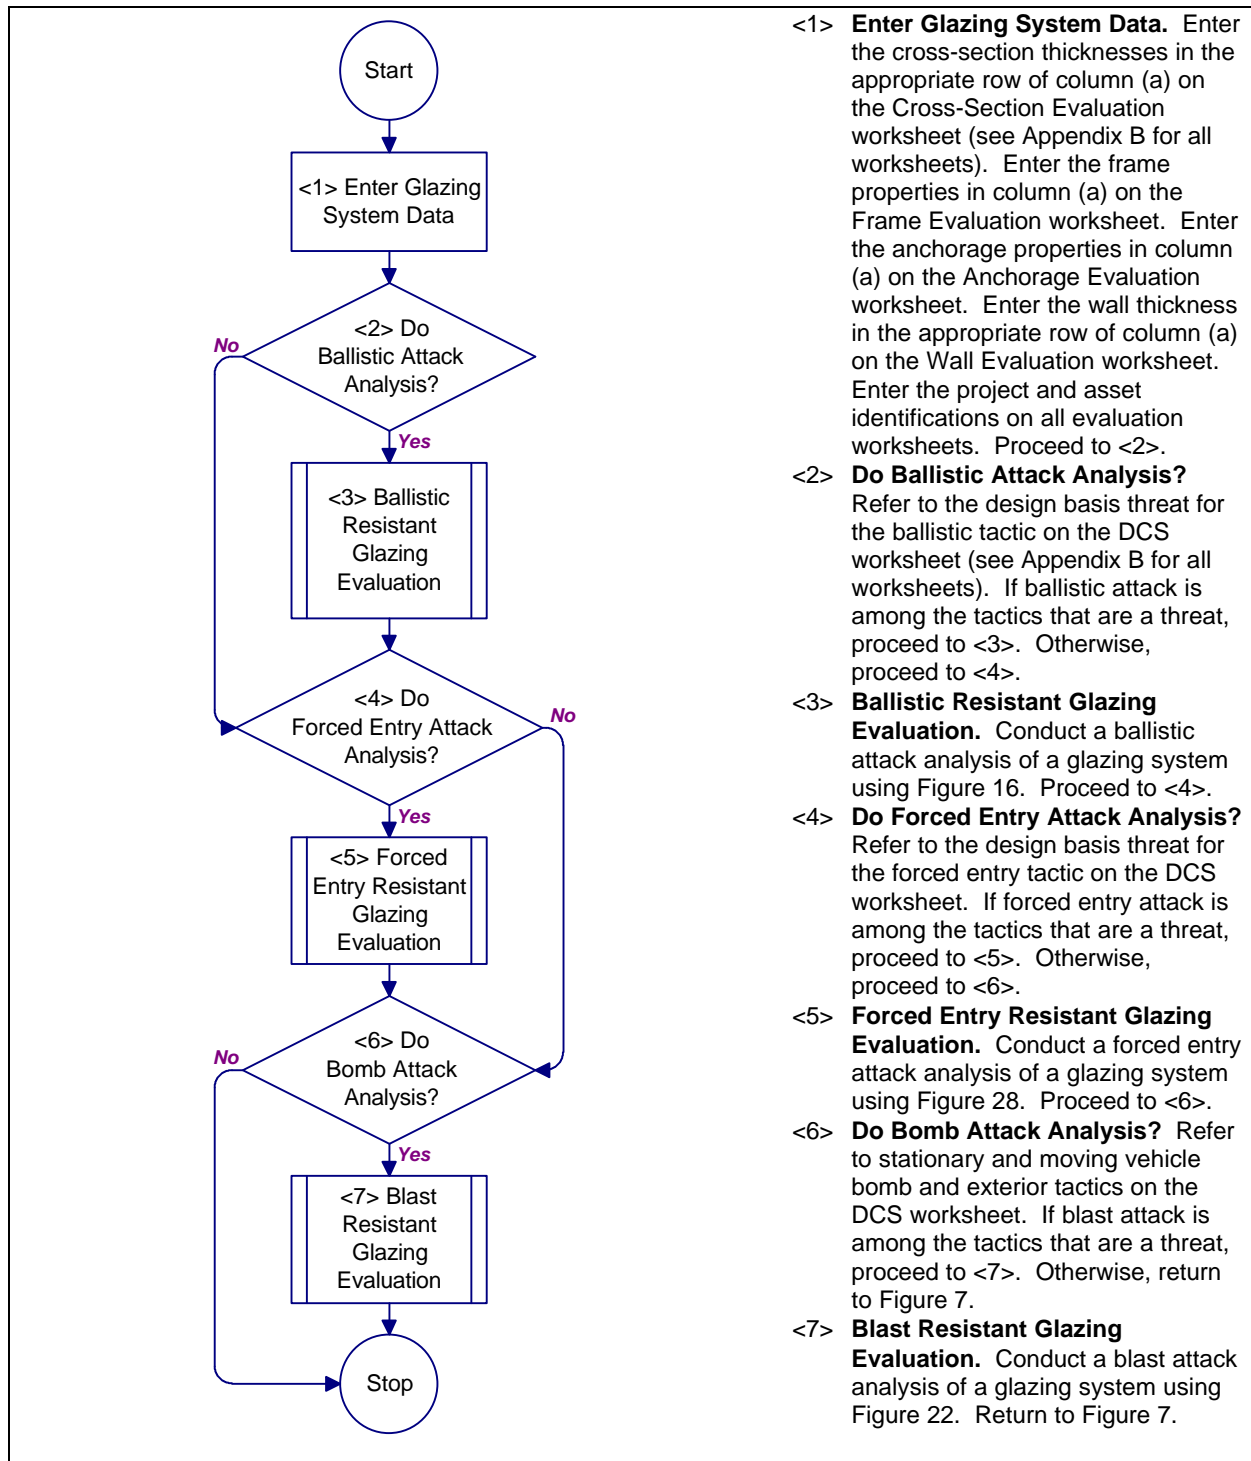 Start
<1> Enter Glazing
System Data
<2> Do
Ballistic Attack
Analysis?
No
Yes
<3> Ballistic
Resistant
Glazing
Evaluation
<4> Do
Forced Entry Attack
Analysis?
No
Yes
<5> Forced
Entry Resistant
Glazing
Evaluation
<6> Do
Bomb Attack
Analysis?
No
Yes
<7> Blast
Resistant
Glazing
Evaluation
Stop
<1> Enter Glazing System Data. Enter
the cross-section thicknesses in the
appropriate row of column (a) on
the Cross-Section Evaluation
worksheet (see Appendix B for all
worksheets). Enter the frame
properties in column (a) on the
Frame Evaluation worksheet. Enter
the anchorage properties in column
(a) on the Anchorage Evaluation
worksheet. Enter the wall thickness
in the appropriate row of column (a)
on the Wall Evaluation worksheet.
Enter the project and asset
identifications on all evaluation
worksheets. Proceed to <2>.
<2> Do Ballistic Attack Analysis?
Refer to the design basis threat for
the ballistic tactic on the DCS
worksheet (see Appendix B for all
worksheets). If ballistic attack is
among the tactics that are a threat,
proceed to <3>. Otherwise,
proceed to <4>.
<3> Ballistic Resistant Glazing
Evaluation. Conduct a ballistic
attack analysis of a glazing system
using Figure 16. Proceed to <4>.
<4> Do Forced Entry Attack Analysis?
Refer to the design basis threat for
the forced entry tactic on the DCS
worksheet. If forced entry attack is
among the tactics that are a threat,
proceed to <5>. Otherwise,
proceed to <6>.
<5> Forced Entry Resistant Glazing
Evaluation. Conduct a forced entry
attack analysis of a glazing system
using Figure 28. Proceed to <6>.
<6> Do Bomb Attack Analysis? Refer
to stationary and moving vehicle
bomb and exterior tactics on the
DCS worksheet. If blast attack is
among the tactics that are a threat,
proceed to <7>. Otherwise, return
to Figure 7.
<7> Blast Resistant Glazing
Evaluation. Conduct a blast attack
analysis of a glazing system using
Figure 22. Return to Figure 7.